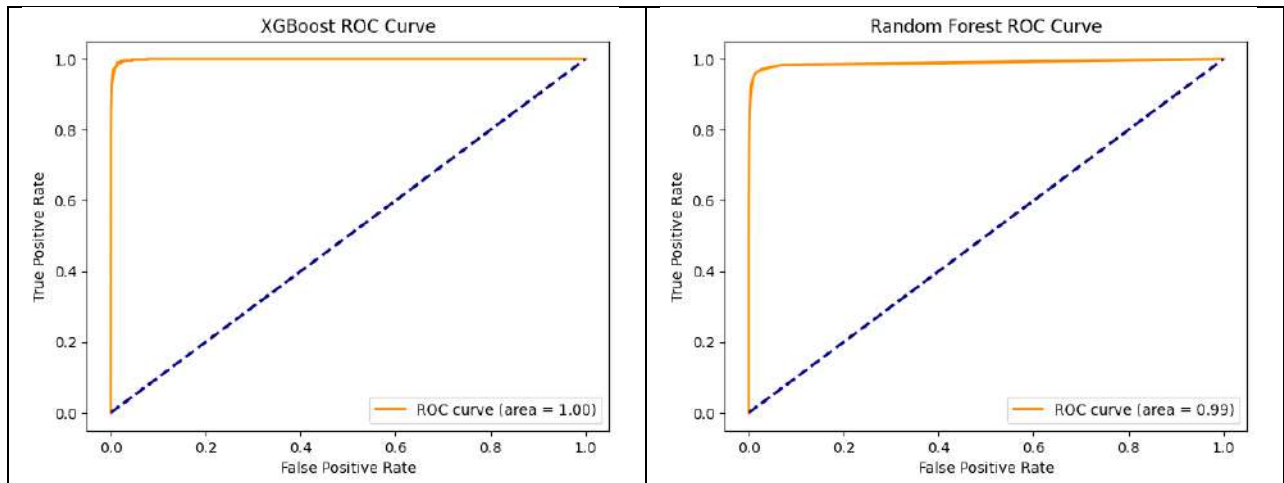 XGBoost ROC Curve
1.0
0.8
0.6
0.4
0.2
0.0
True Positive Rate
ROC curve (area = 1.00)
0.0 0.2 0.4 0.6 0.8 1.0
False Positive Rate
Random Forest ROC Curve
1.0
0.8
0.6
0.4
0.2
0.0
True Positive Rate
ROC curve (area = 0.99)
0.0 0.2 0.4 0.6 0.8 1.0
False Positive Rate